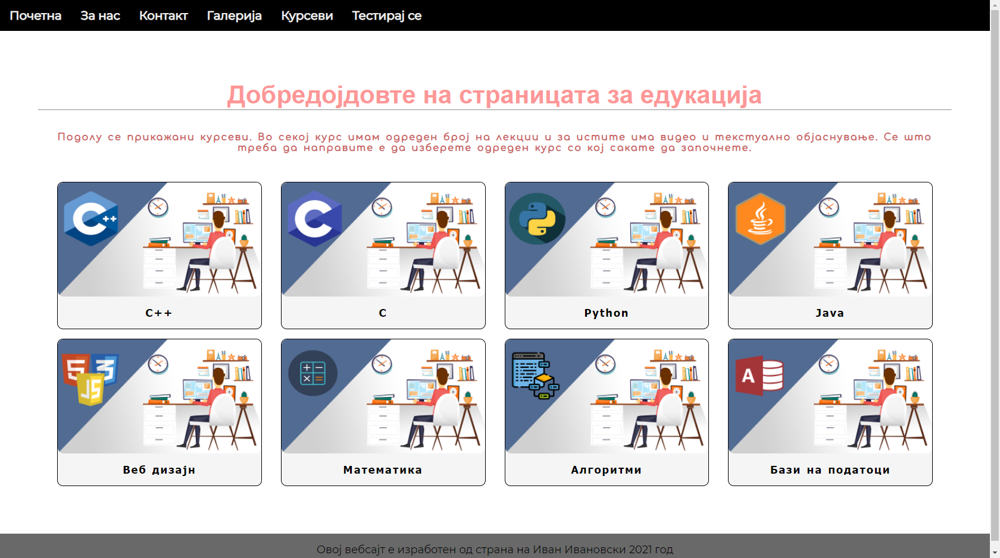 Почетна За нас Контакт Галерија Курсеви Тестирај се
Добредојдовте на страницата за едукација
Подолу се прикажани курсеви. Во секој курс имам одреден број на лекции и за истите има видео и текстуално објаснување. Се што
треба да направите е да изберете одреден курс со кој сакате да започнете.
C++
C
Python
Java
5 3
JS
A
Веб дизајн
Математика
Алгоритми
Бази на податоци
Овој вебсајт е изработен од страна на Иван Ивановски 2021 год